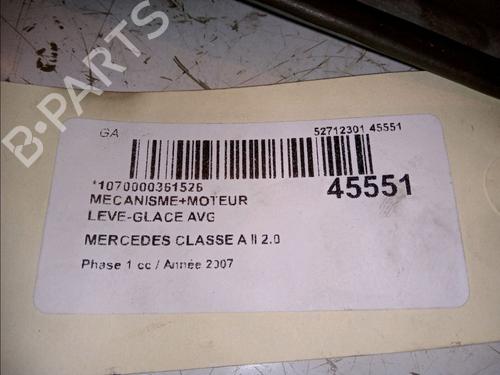 B-PARTS
GA
52712301 45551
*1070000361526
45551
MECANISME+MOTEUR
LEVE-GLACE AVG
MERCEDES CLASSE A II 2.0
Phase 1 cc / Année 2007